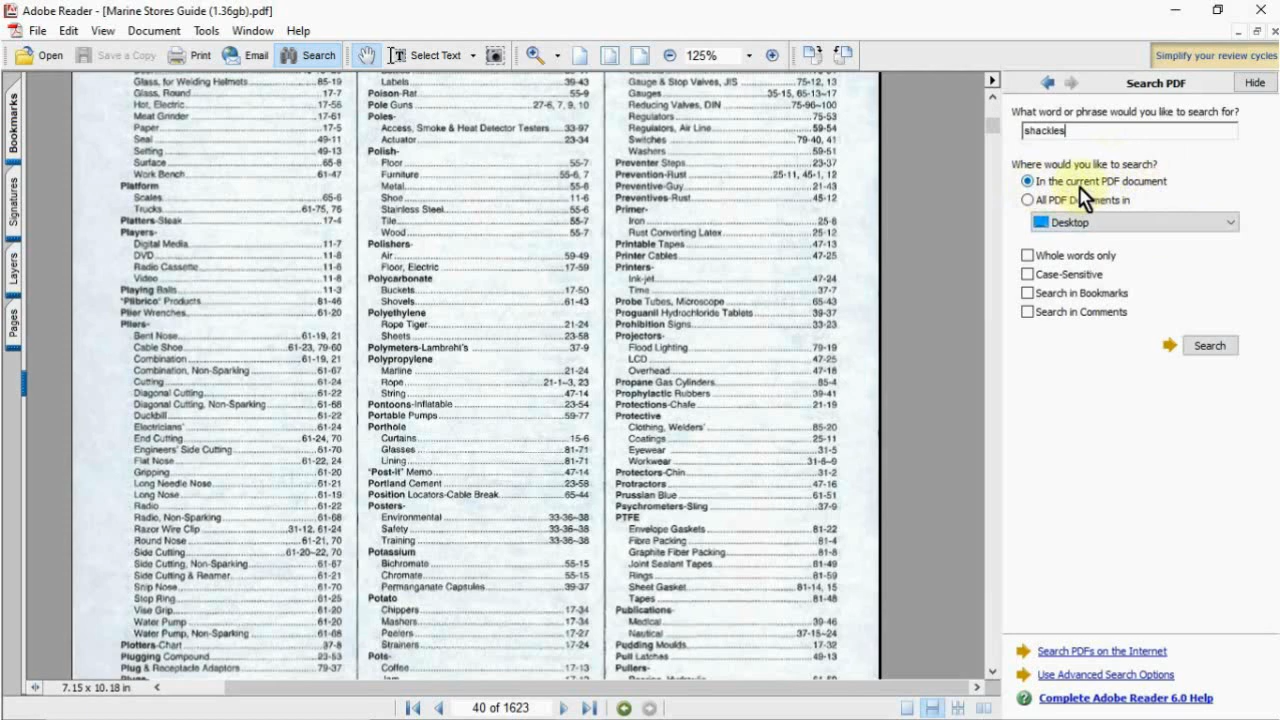 Adobe Reader - [Marine Stores Guide (1.36gb).pdf]
File Edit View Document Tools Window Help
Open Save a Copy Print Email Search Select Text 125% Simplify your review cycles
Bookmarks
Signatures
Layers
Pages
Glass, for Welding Helmets 85-19
Glass, Round 17-7
Hot, Electric 17-56
Meat Grinder 17-61
Paper 17-5
Seal 49-11
Setting 49-13
Surface 65-8
Work Bench 61-47
Platform
Scales 65-6
Trucks 61-75, 76
Platters-Steak 17-4
Players-
Digital Media 11-7
DVD 11-8
Radio Cassette 11-6
Video 11-8
Playing Balls 11-3
"Plibrico" Products 81-46
Plier Wrenches 61-20
Pliers-
Bent Nose 61-19, 21
Cable Shoe 61-23, 79-60
Combination 61-19, 21
Combination, Non-Sparking 61-67
Cutting 61-24
Diagonal Cutting 61-22
Diagonal Cutting, Non-Sparking 61-68
Duckbill 61-22
Electricians' 61-24
End Cutting 61-24, 70
Engineers' Side Cutting 61-70
Flat Nose 61-22, 24
Gripping 61-20
Long Needle Nose 61-21
Long Nose 61-19
Radio 61-22
Radio, Non-Sparking 61-68
Razor Wire Clip 31-12, 61-24
Round Nose 61-21, 70
Side Cutting 61-20~22, 70
Side Cutting, Non-Sparking 61-67
Side Cutting & Reamer 61-21
Snip Nose 61-70
Stop Ring 61-25
Vise Grip 61-20
Water Pump 61-20
Water Pump, Non-Sparking 61-68
Plotters-Chart 37-8
Plugging Compound 23-53
Plug & Receptacle Adaptors 79-37
Labels 39-43
Poison-Rat 55-9
Pole Guns 27-6, 7, 9, 10
Poles-
Access, Smoke & Heat Detector Testers 33-97
Actuator 23-34
Polish-
Floor 55-7
Furniture 55-6, 7
Metal 55-6
Shoe 11-6
Stainless Steel 55-6
Tile 55-7
Wood 55-7
Polishers-
Air 59-49
Floor, Electric 17-59
Polycarbonate
Buckets 17-50
Shovels 61-43
Polyethylene
Rope Tiger 21-24
Sheets 23-58
Polymeters-Lambreht's 37-9
Polypropylene
Marline 21-24
Rope 21-1~3, 23
String 47-14
Pontoons-Inflatable 23-54
Portable Pumps 59-77
Porthole
Curtains 15-6
Glasses 81-71
Lining 81-71
"Post-it" Memo 47-14
Portland Cement 23-58
Position Locators-Cable Break 65-44
Posters-
Environmental 33-36~38
Safety 33-36~38
Training 33-36~38
Potassium
Bichromate 55-15
Chromate 55-15
Permanganate Capsules 39-37
Potato
Chippers 17-34
Mashers 17-34
Peelers 17-27
Strainers 17-24
Pots-
Coffee 17-13
Gauge & Stop Valves, JIS 75-12, 13
Gauges 35-15, 65-13~17
Reducing Valves, DIN 75-96~100
Regulators 75-53
Regulators, Air Line 59-54
Switches 79-40, 41
Washers 59-51
Preventer Steps 23-37
Prevention-Rust 25-11, 45-1, 12
Preventive-Guy 21-43
Preventives-Rust 45-12
Primer-
Iron 25-6
Rust Converting Latex 25-12
Printable Tapes 47-13
Printer Cables 47-25
Printers-
Ink-jet 47-24
Time 37-7
Probe Tubes, Microscope 65-43
Proguanil Hydrochloride Tablets 39-37
Prohibition Signs 33-23
Projectors-
Flood Lighting 79-19
LCD 47-25
Overhead 47-18
Propane Gas Cylinders 85-4
Prophylactic Rubbers 39-41
Protections-Chafe 21-19
Protective
Clothing, Welders' 85-20
Coatings 25-11
Eyewear 31-5
Workwear 31-6~9
Protectors-Chin 31-2
Protractors 47-16
Prussian Blue 61-51
Psychrometers-Sling 37-9
PTFE
Envelope Gaskets 81-22
Fibre Packing 81-4
Graphite Fiber Packing 81-8
Joint Sealant Tapes 81-49
Rings 81-59
Sheet Gasket 81-14, 15
Tapes 81-48
Publications-
Medical 39-46
Nautical 37-15~24
Pudding Moulds 17-32
Pull Latches 49-13
Pullers-
Search PDF
Hide
What word or phrase would you like to search for?
shackles
Where would you like to search?
In the current PDF document
All PDF Documents in
Desktop
Whole words only
Case-Sensitive
Search in Bookmarks
Search in Comments
Search
Search PDFs on the Internet
Use Advanced Search Options
Complete Adobe Reader 6.0 Help
7.15 x 10.18 in
40 of 1623